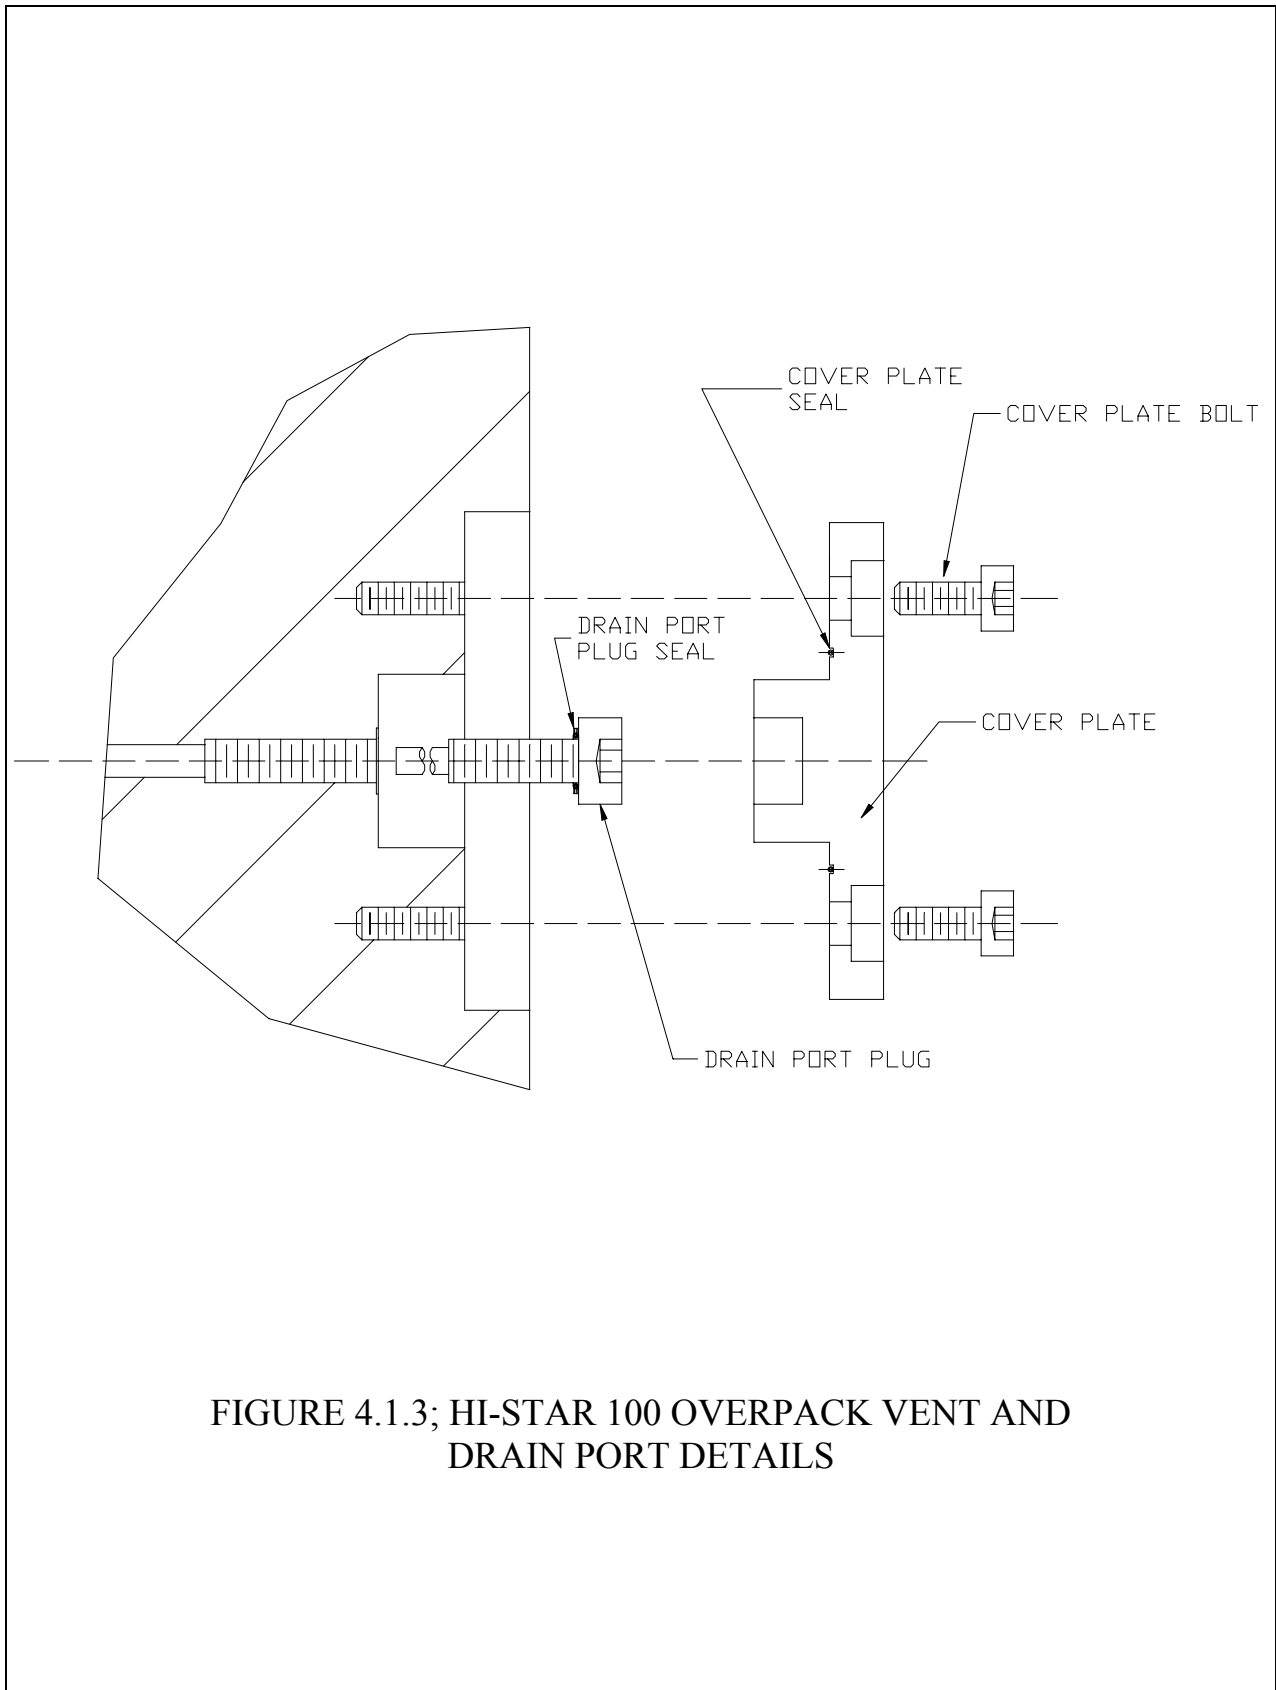 COVER PLATE
SEAL
COVER PLATE BOLT
DRAIN PORT
PLUG SEAL
COVER PLATE
DRAIN PORT PLUG
FIGURE 4.1.3; HI-STAR 100 OVERPACK VENT AND
DRAIN PORT DETAILS